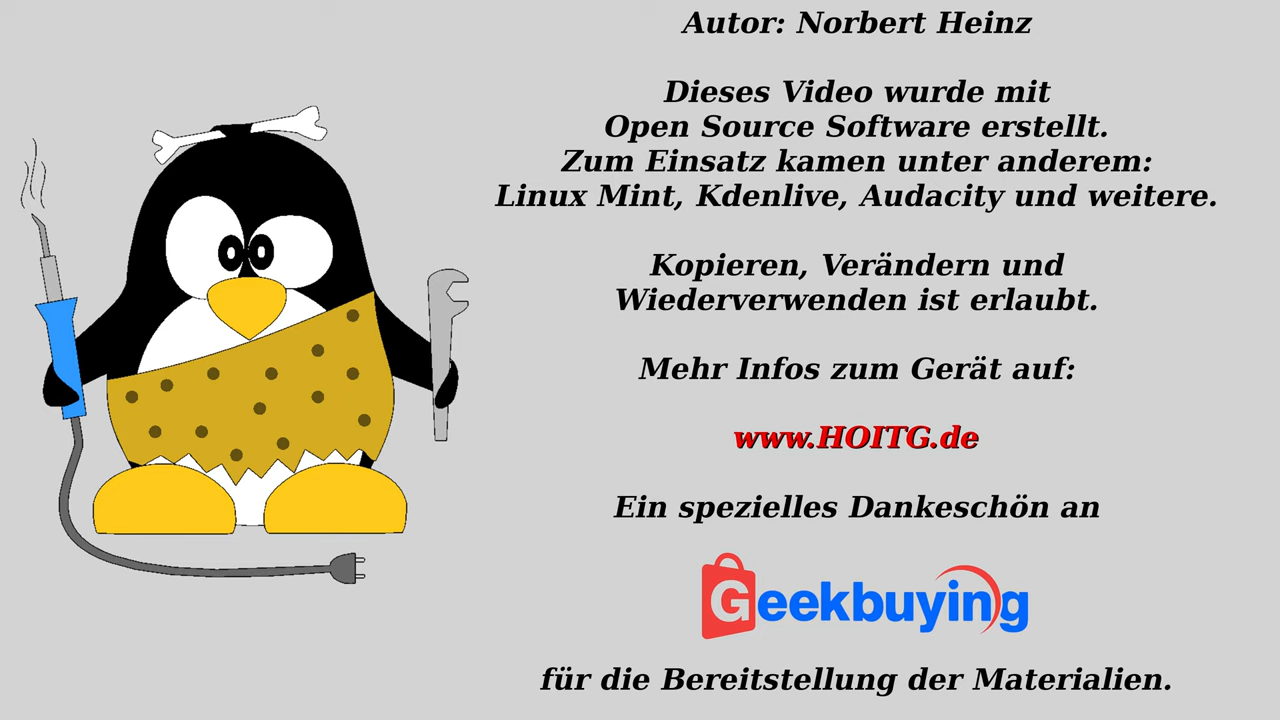 Autor: Norbert Heinz
Dieses Video wurde mit
Open Source Software erstellt.
Zum Einsatz kamen unter anderem:
Linux Mint, Kdenlive, Audacity und weitere.
Kopieren, Verändern und
Wiederverwenden ist erlaubt.
Mehr Infos zum Gerät auf:
www.HOITG.de
Ein spezielles Dankeschön an
Geekbuying
für die Bereitstellung der Materialien.